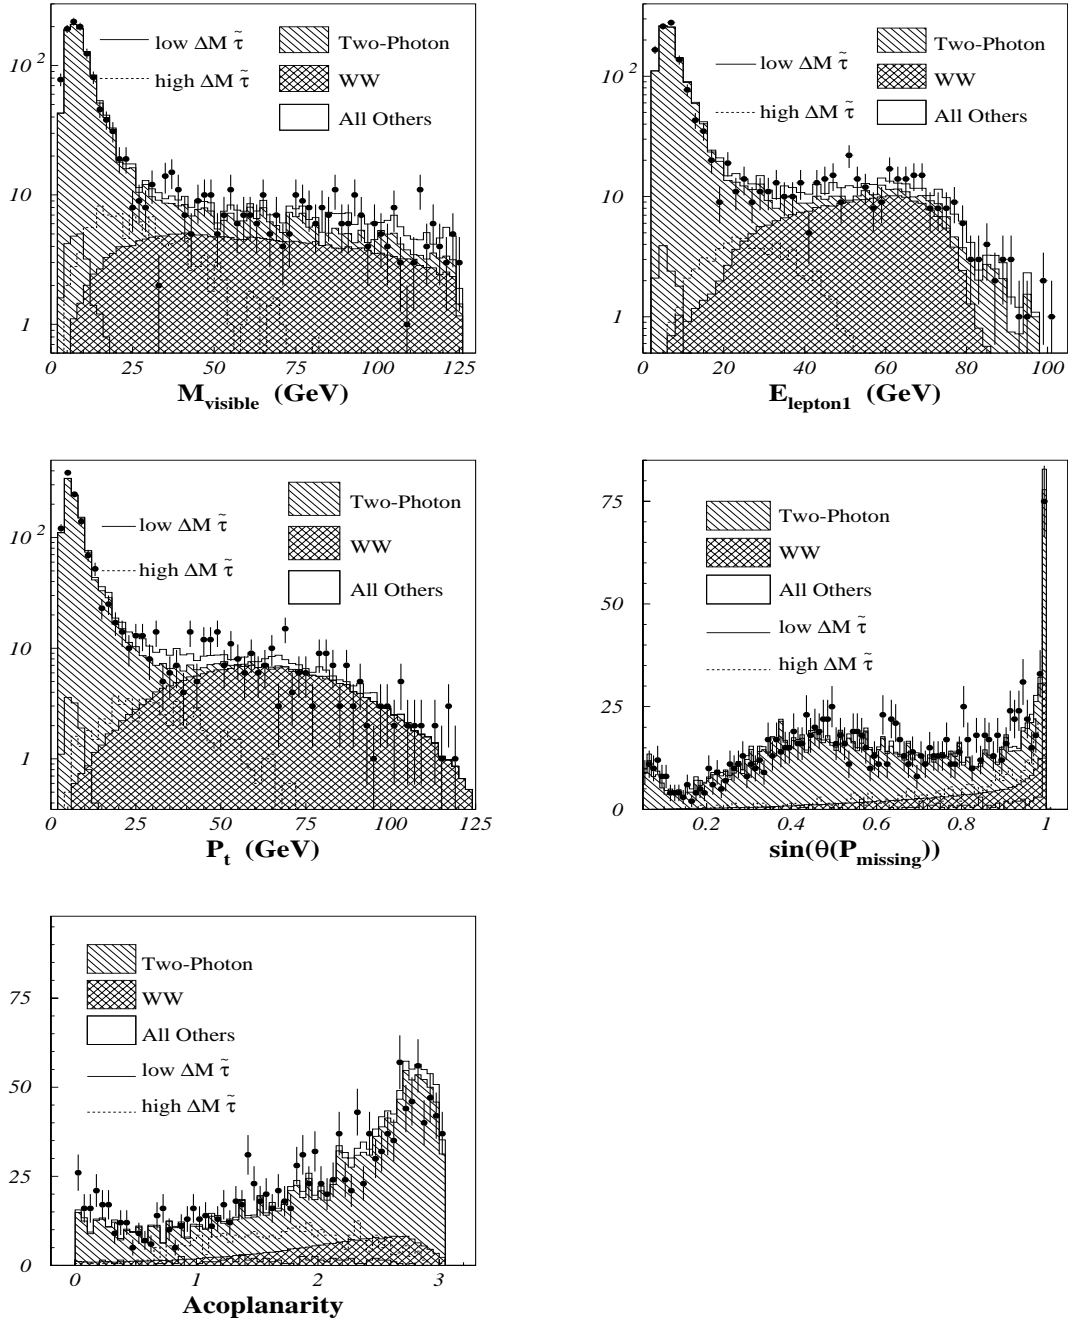 low ΔM τ̃
high ΔM τ̃
Two-Photon
WW
All Others
10²
10
1
0 25 50 75 100 125
M_visible (GeV)
low ΔM τ̃
high ΔM τ̃
Two-Photon
WW
All Others
10²
10
1
0 20 40 60 80 100
E_lepton1 (GeV)
low ΔM τ̃
high ΔM τ̃
Two-Photon
WW
All Others
10²
10
1
0 25 50 75 100 125
P_t (GeV)
Two-Photon
WW
All Others
low ΔM τ̃
high ΔM τ̃
75
50
25
0
0.2 0.4 0.6 0.8 1
sin(θ(P_missing))
Two-Photon
WW
All Others
low ΔM τ̃
high ΔM τ̃
75
50
25
0
0 1 2 3
Acoplanarity